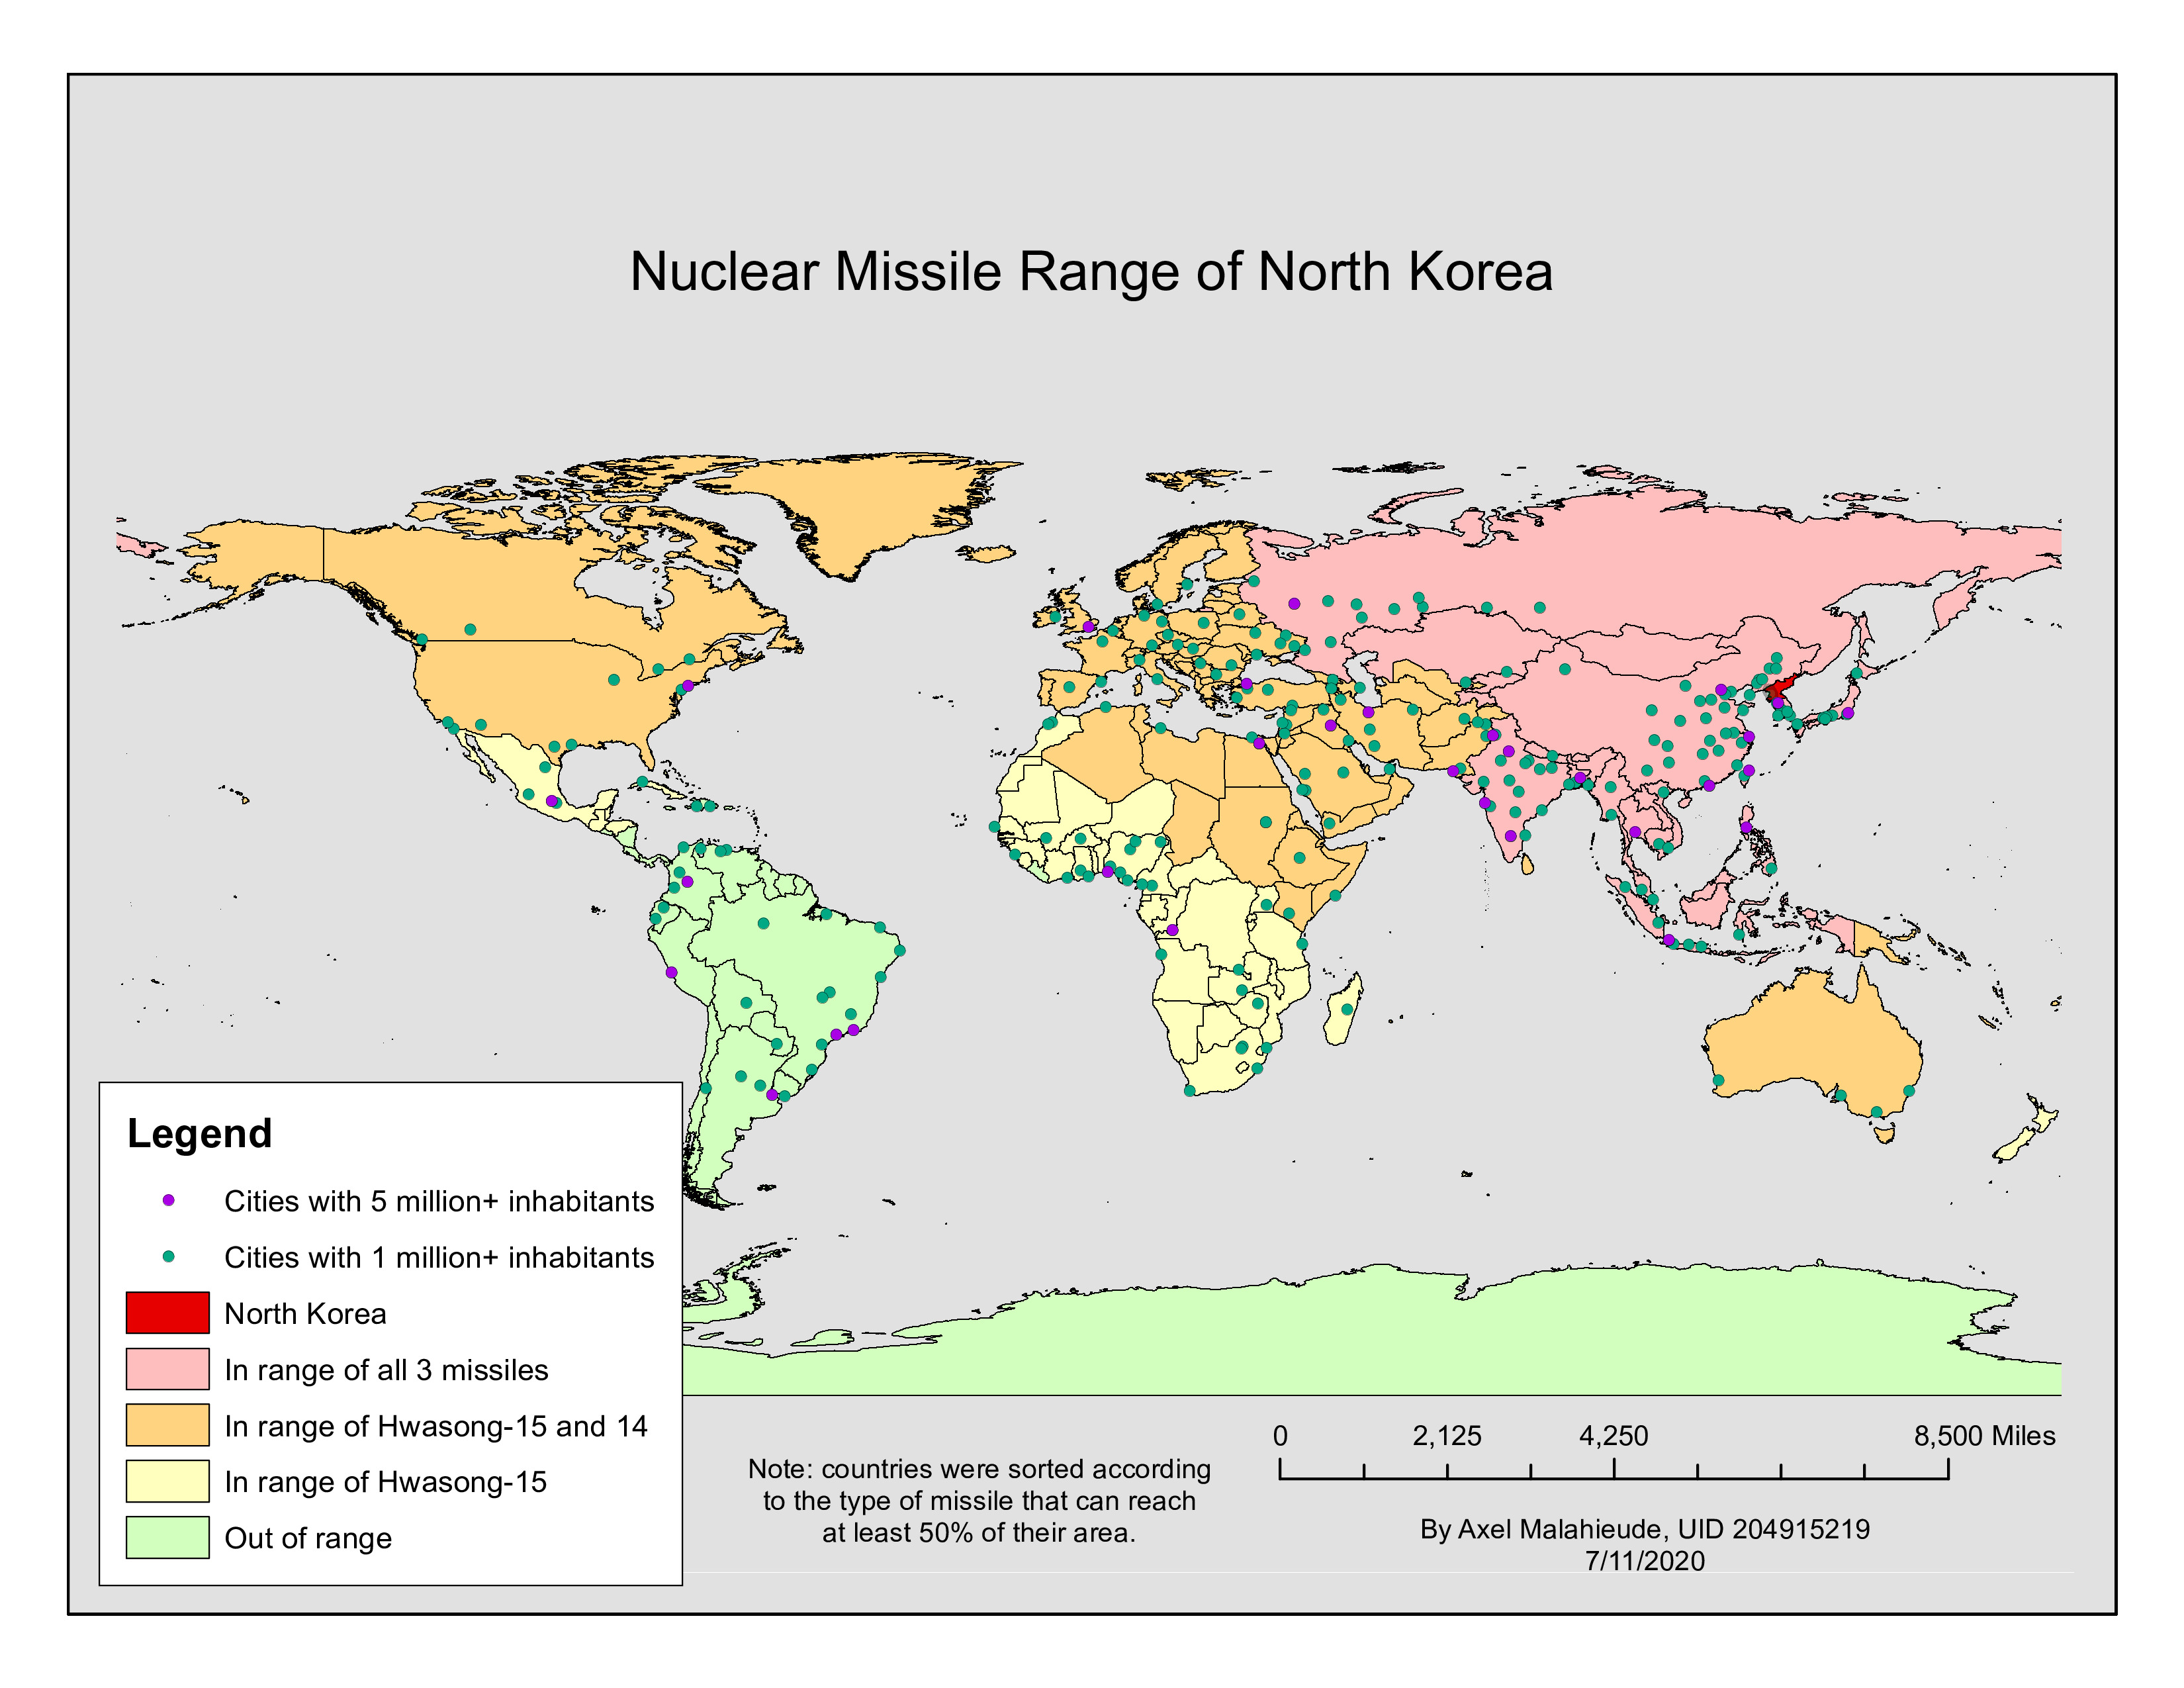 Nuclear Missile Range of North Korea
Legend
Cities with 5 million+ inhabitants
Cities with 1 million+ inhabitants
North Korea
In range of all 3 missiles
In range of Hwasong-15 and 14
In range of Hwasong-15
Out of range
Note: countries were sorted according
to the type of missile that can reach
at least 50% of their area.
0 2,125 4,250 8,500 Miles
By Axel Malahieude, UID 204915219
7/11/2020